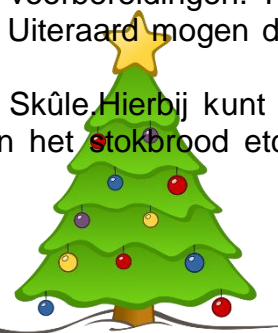 voorbereidingen.
Uiteraard mogen d
Skûle.Hierbij kunt
n het stokbrood etc